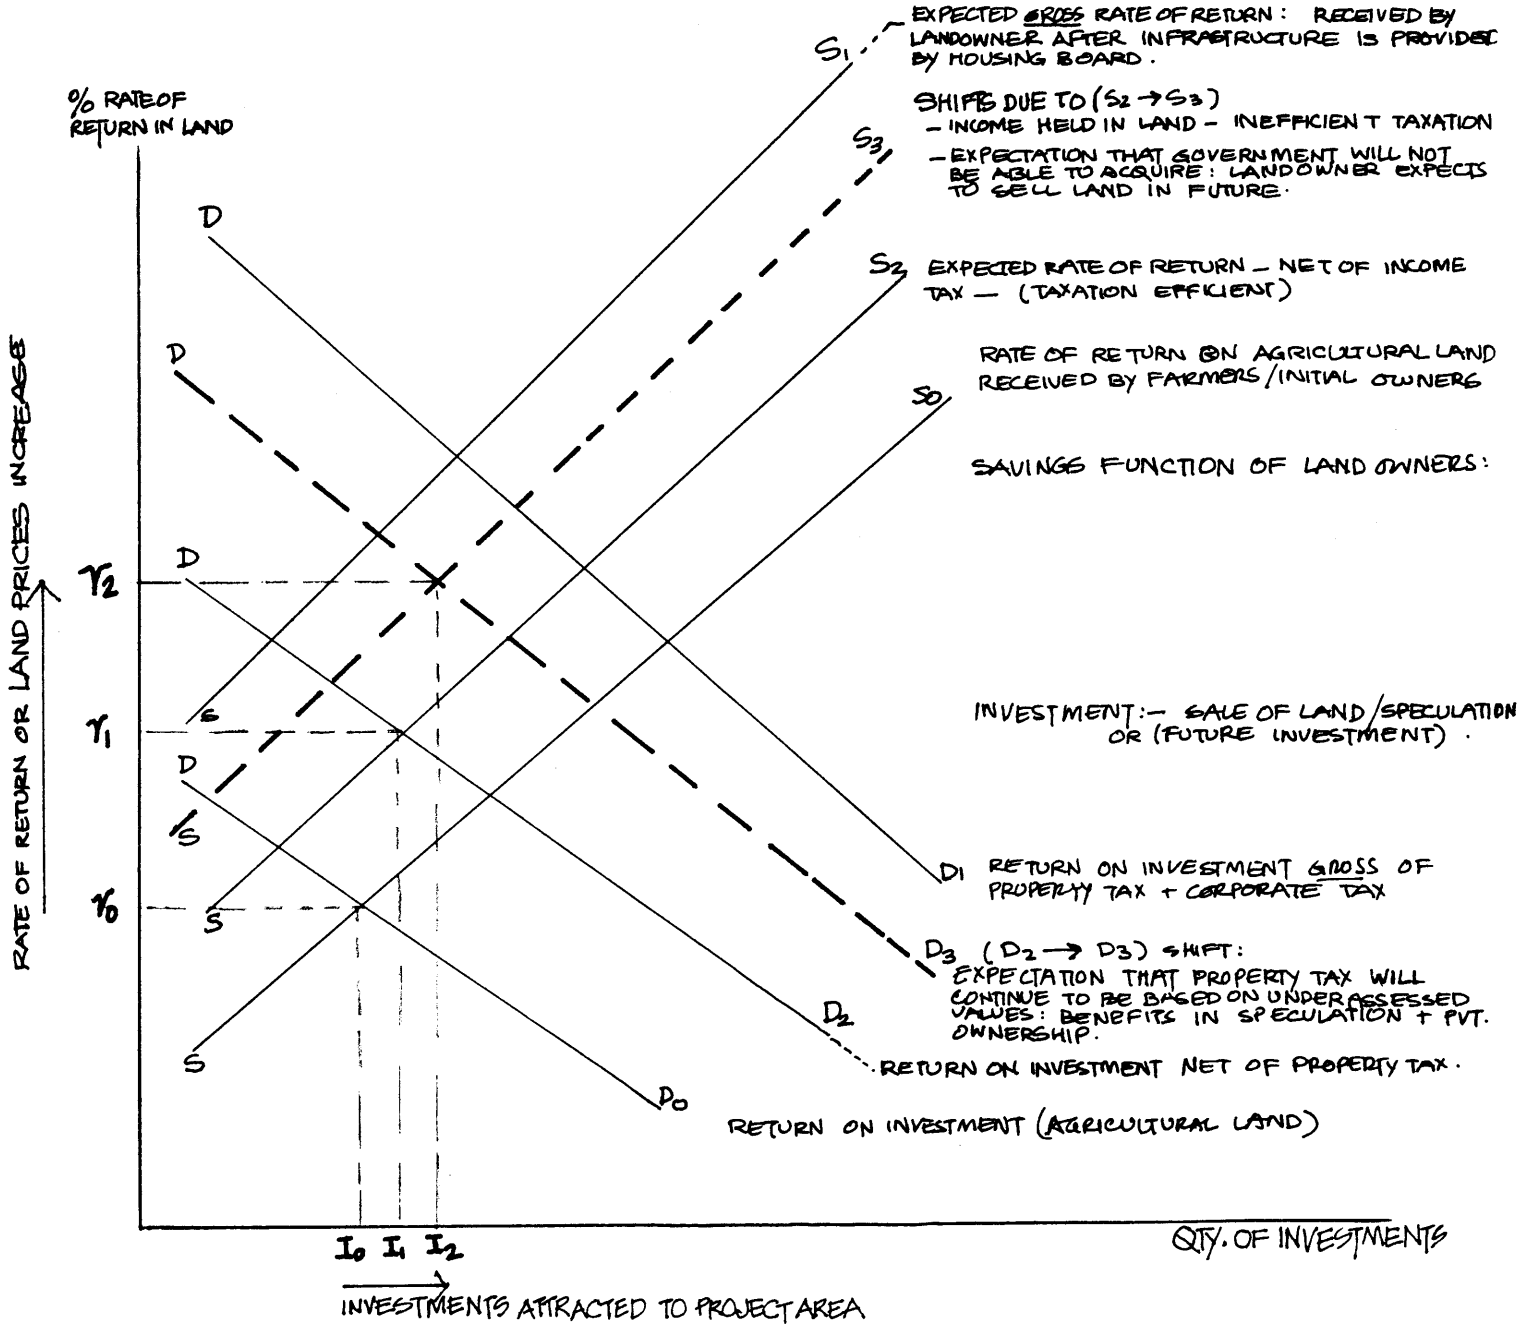 EXPECTED GROSS RATE OF RETURN: RECEIVED BY
LANDOWNER AFTER INFRASTRUCTURE IS PROVIDED
BY HOUSING BOARD.
S1
% RATE OF
RETURN IN LAND
SHIFTS DUE TO (S2 → S3)
- INCOME HELD IN LAND - INEFFICIENT TAXATION
S3
- EXPECTATION THAT GOVERNMENT WILL NOT
BE ABLE TO ACQUIRE: LANDOWNER EXPECTS
TO SELL LAND IN FUTURE.
D
S2
EXPECTED RATE OF RETURN - NET OF INCOME
TAX - (TAXATION EFFICIENT)
D
RATE OF RETURN ON AGRICULTURAL LAND
RECEIVED BY FARMERS/INITIAL OWNERS
S0
SAVINGS FUNCTION OF LAND OWNERS:
RATE OF RETURN OR LAND PRICES INCREASE
D
r2
INVESTMENT:- SALE OF LAND/SPECULATION
OR (FUTURE INVESTMENT).
S
r1
D
S
D1
RETURN ON INVESTMENT GROSS OF
PROPERTY TAX + CORPORATE TAX
r0
S
D3 (D2 → D3) SHIFT:
EXPECTATION THAT PROPERTY TAX WILL
CONTINUE TO BE BASED ON UNDERASSESSED
VALUES: BENEFITS IN SPECULATION + PVT.
OWNERSHIP.
D2
S
RETURN ON INVESTMENT NET OF PROPERTY TAX.
D0
RETURN ON INVESTMENT (AGRICULTURAL LAND)
I0 I1 I2
QTY. OF INVESTMENTS
INVESTMENTS ATTRACTED TO PROJECT AREA